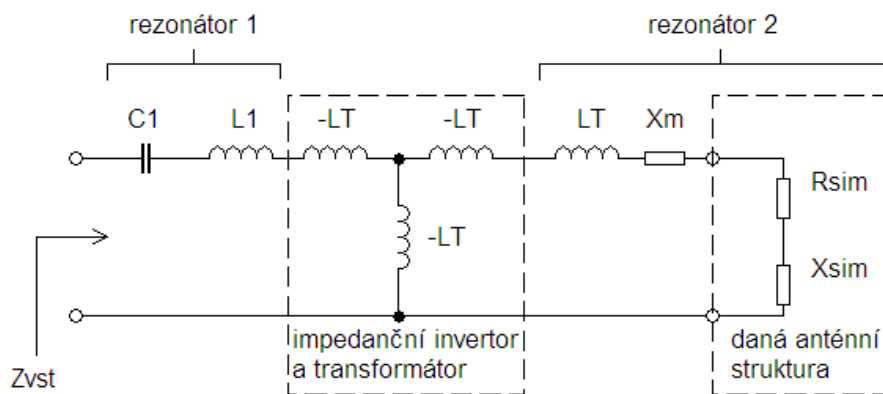 rezonátor 1
rezonátor 2
C1
L1
-LT
-LT
LT
Xm
-LT
Rsim
Xsim
impedanční invertor
a transformátor
daná anténní
struktura
Zvst